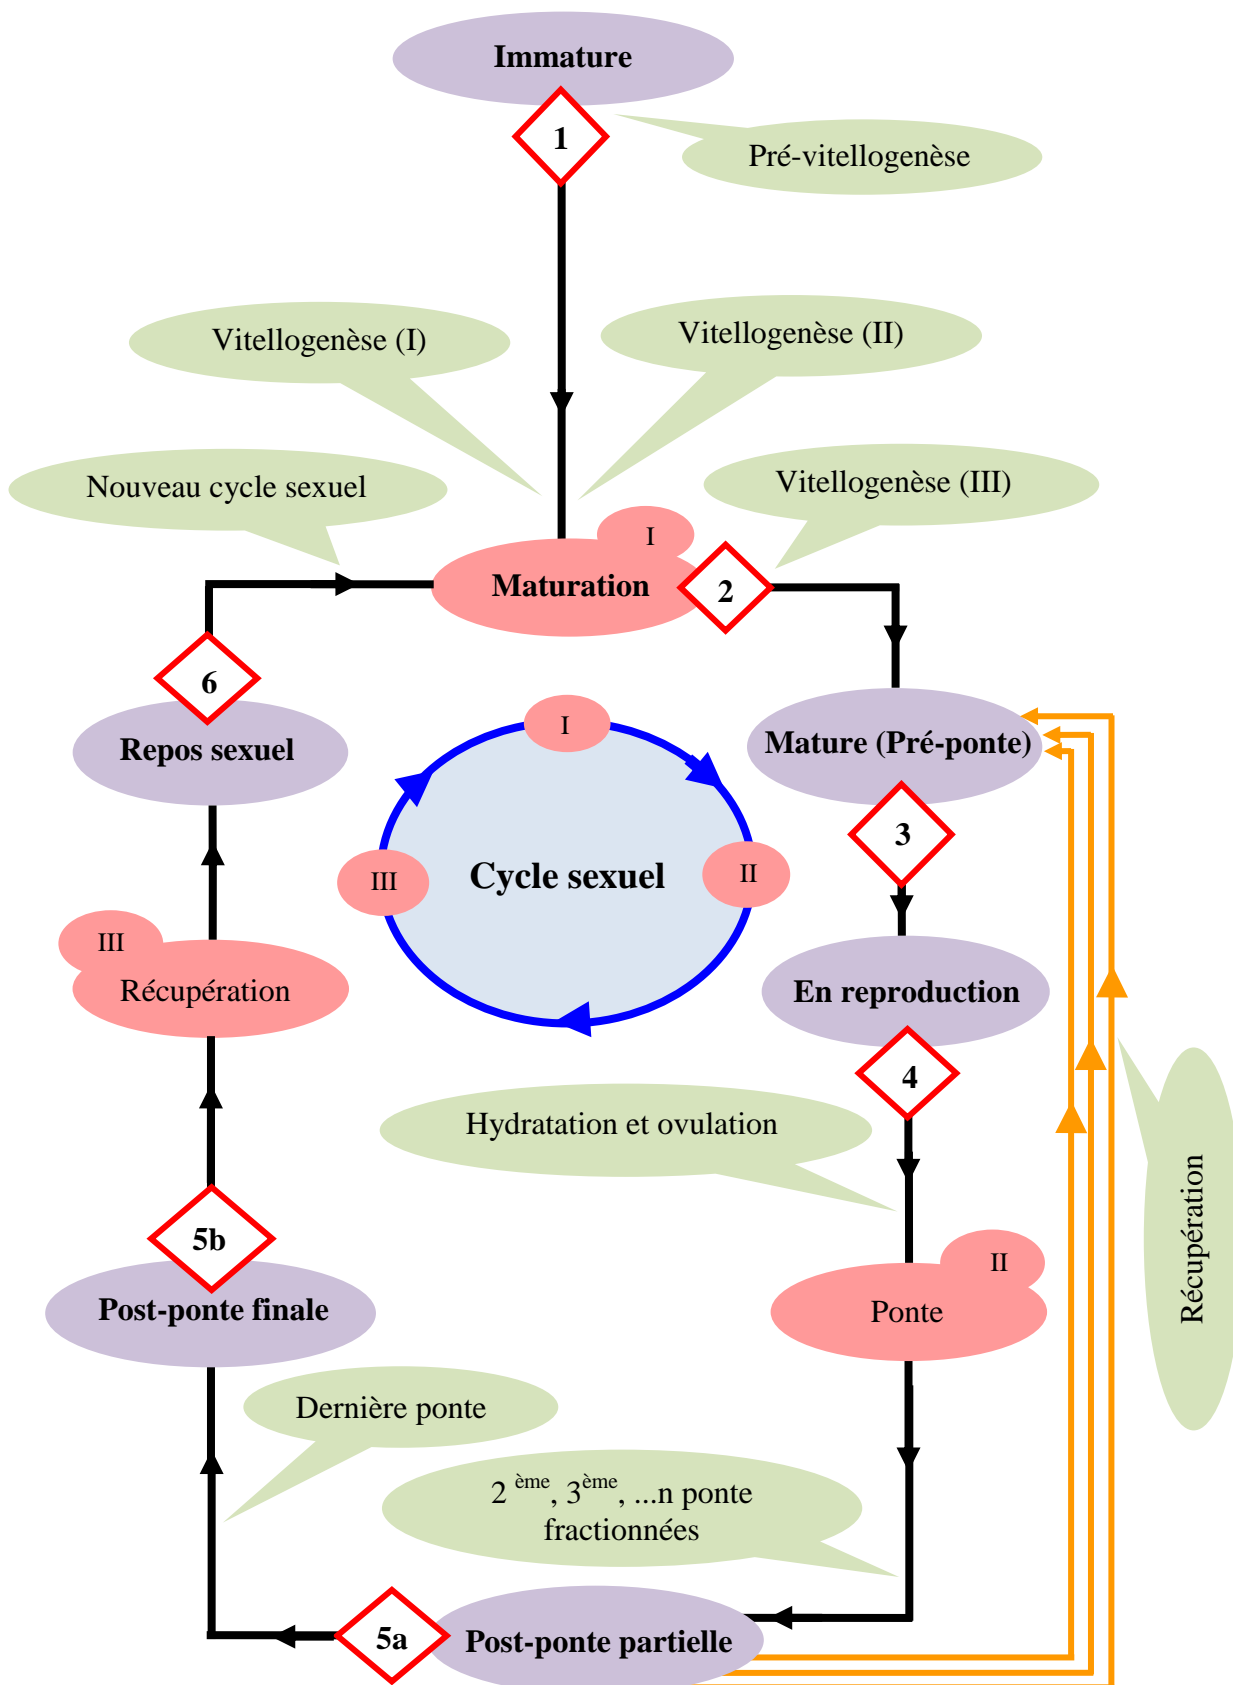 Immature
1
Pré-vitellogenèse
Vitellogenèse (I)
Vitellogenèse (II)
Nouveau cycle sexuel
Vitellogenèse (III)
I
Maturation
2
6
Repos sexuel
I
Mature (Pré-ponte)
3
III
Cycle sexuel
II
III
Récupération
En reproduction
4
Hydratation et ovulation
Récupération
5b
Post-ponte finale
II
Ponte
Dernière ponte
2 ème, 3ème, ...n ponte
fractionnées
5a
Post-ponte partielle